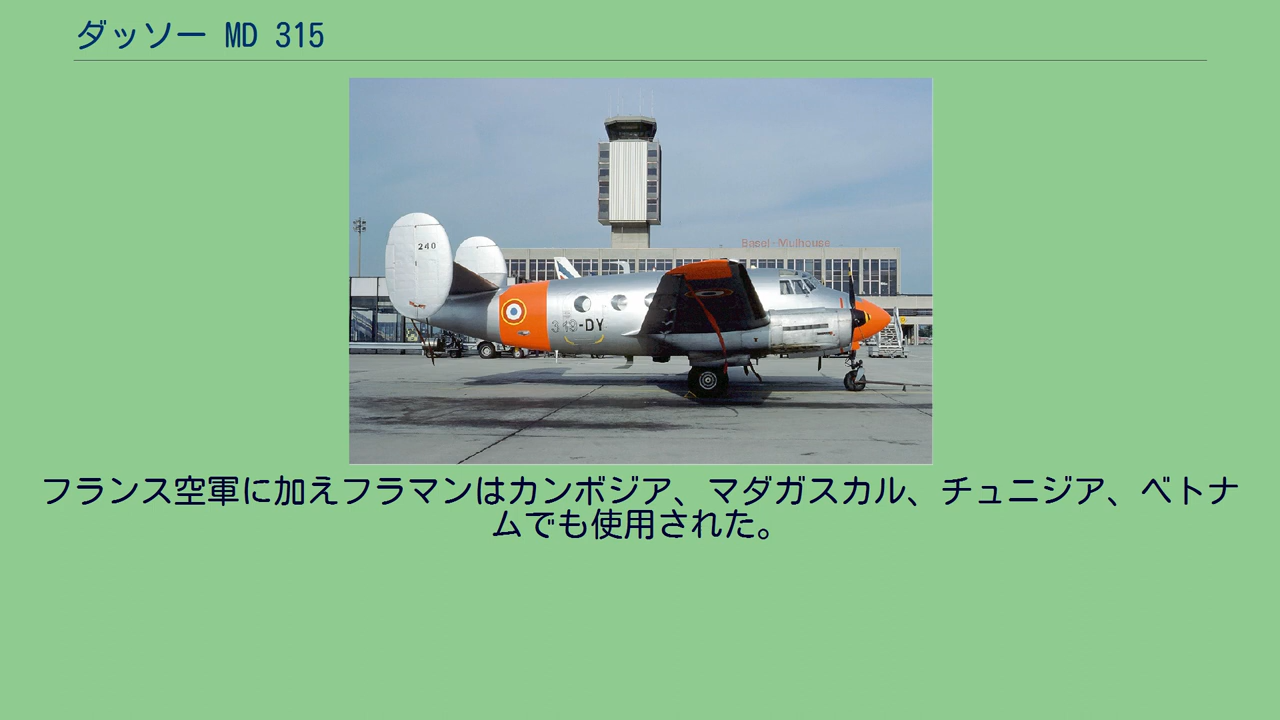 ダッソー MD 315
Basel-Mulhouse
240
319-DY
フランス空軍に加えフラマンはカンボジア、マダガスカル、チュニジア、ベトナ
ムでも使用された。